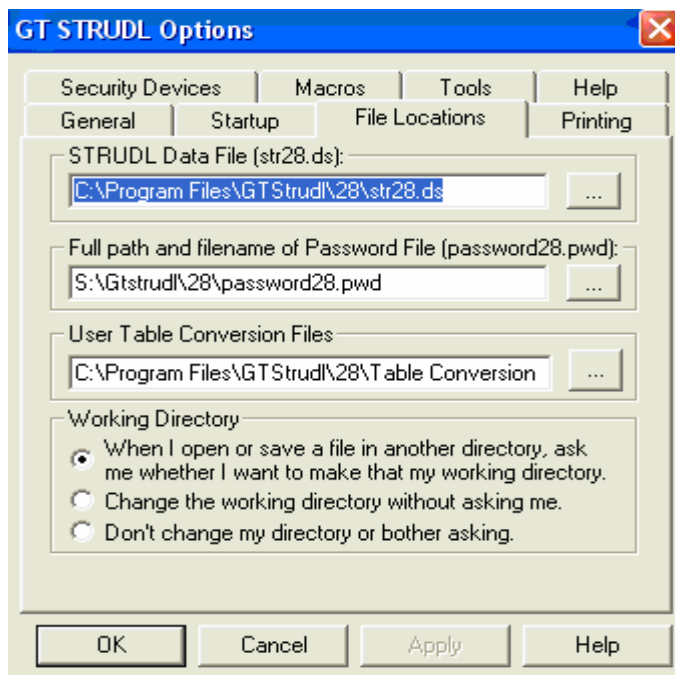 GT STRUDL Options
Security Devices Macros Tools Help
General Startup File Locations Printing
STRUDL Data File (str28.ds):
C:\Program Files\GTStrudl\28\str28.ds ...
Full path and filename of Password File (password28.pwd):
S:\Gtstrudl\28\password28.pwd ...
User Table Conversion Files
C:\Program Files\GTStrudl\28\Table Conversion ...
Working Directory
When I open or save a file in another directory, ask
me whether I want to make that my working directory.
Change the working directory without asking me.
Don't change my directory or bother asking.
OK Cancel Apply Help